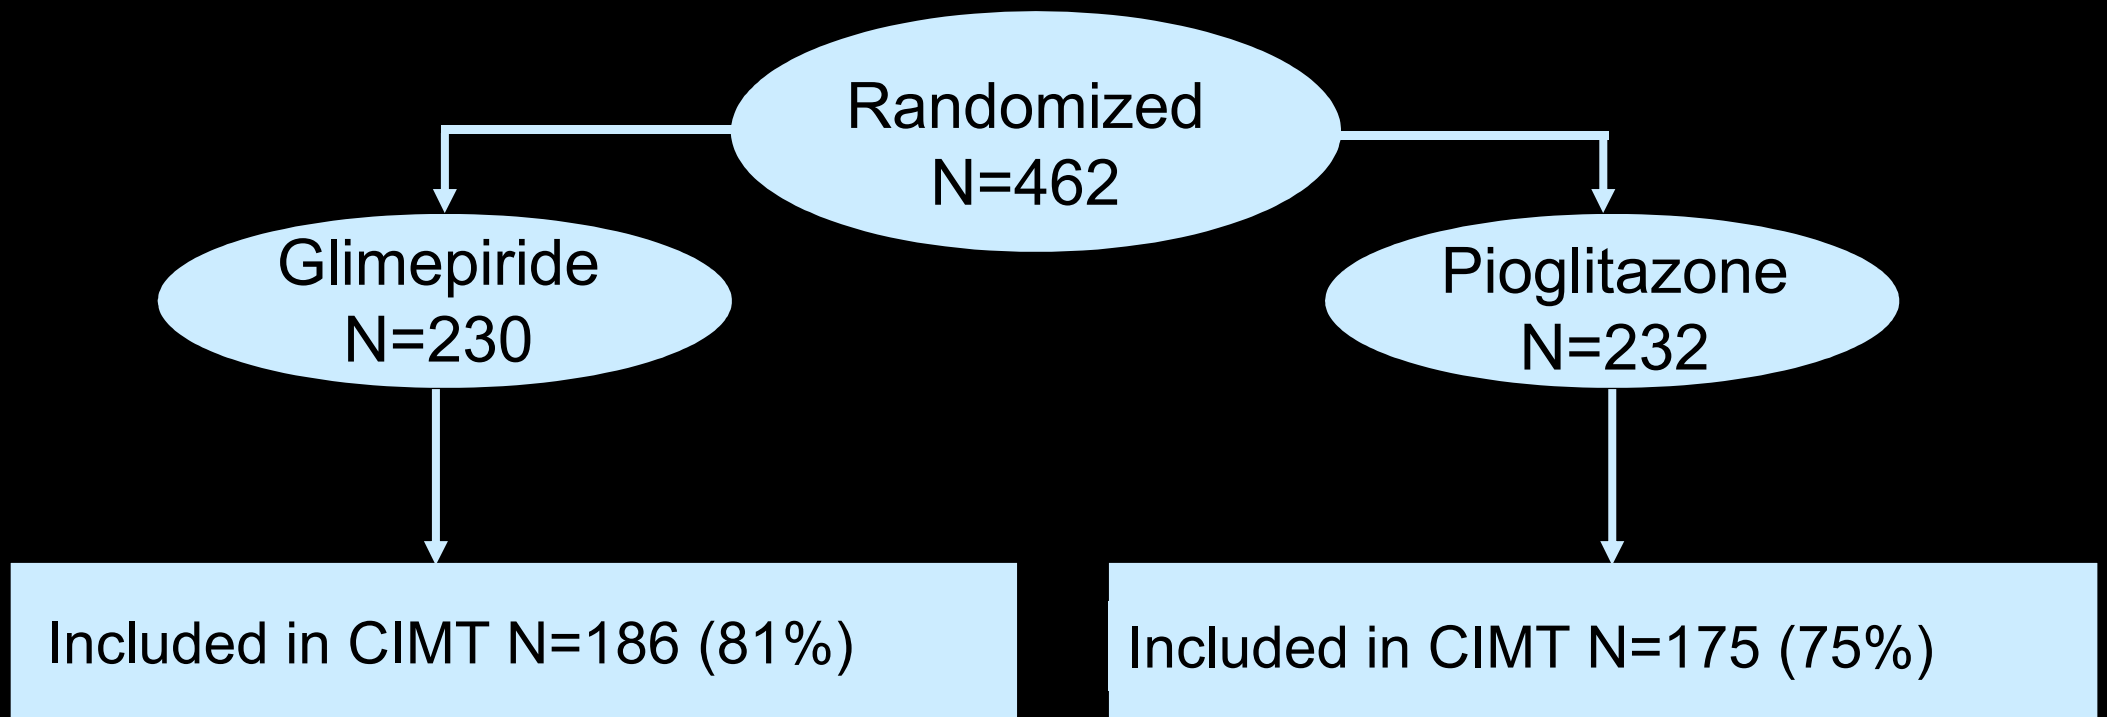 Randomized
N=462
Glimepiride
N=230
Pioglitazone
N=232
Included in CIMT N=186 (81%)
Included in CIMT N=175 (75%)